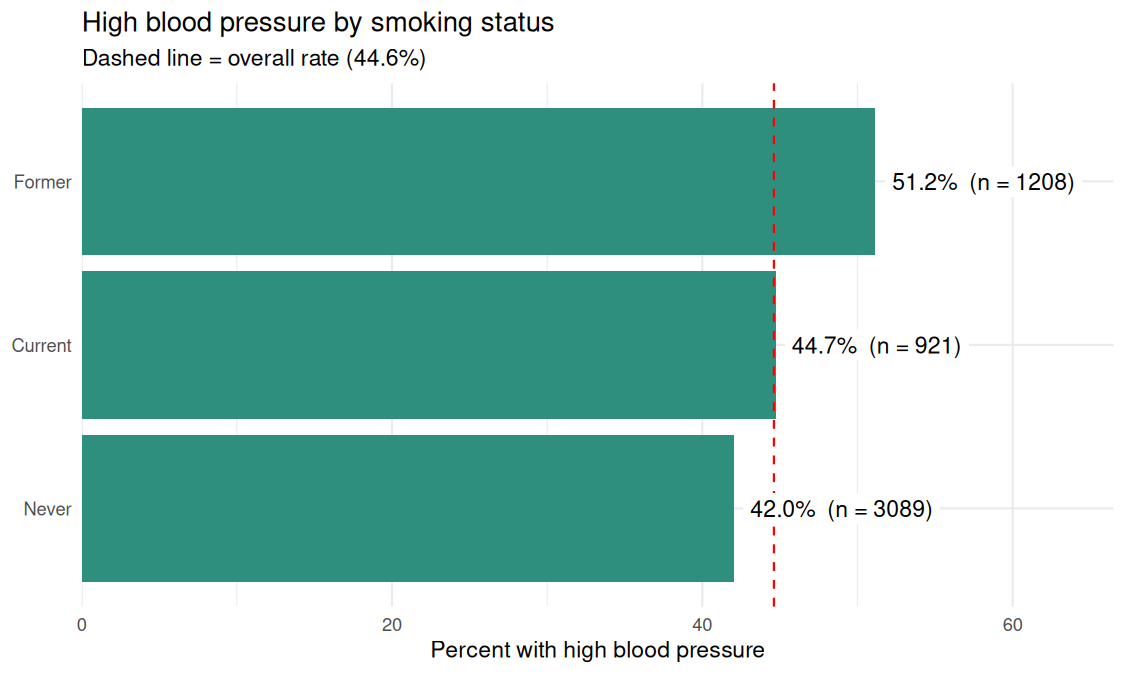 High blood pressure by smoking status
Dashed line = overall rate (44.6%)
Former
51.2%  (n = 1208)
Current
44.7%  (n = 921)
Never
42.0%  (n = 3089)
0 20 40 60
Percent with high blood pressure